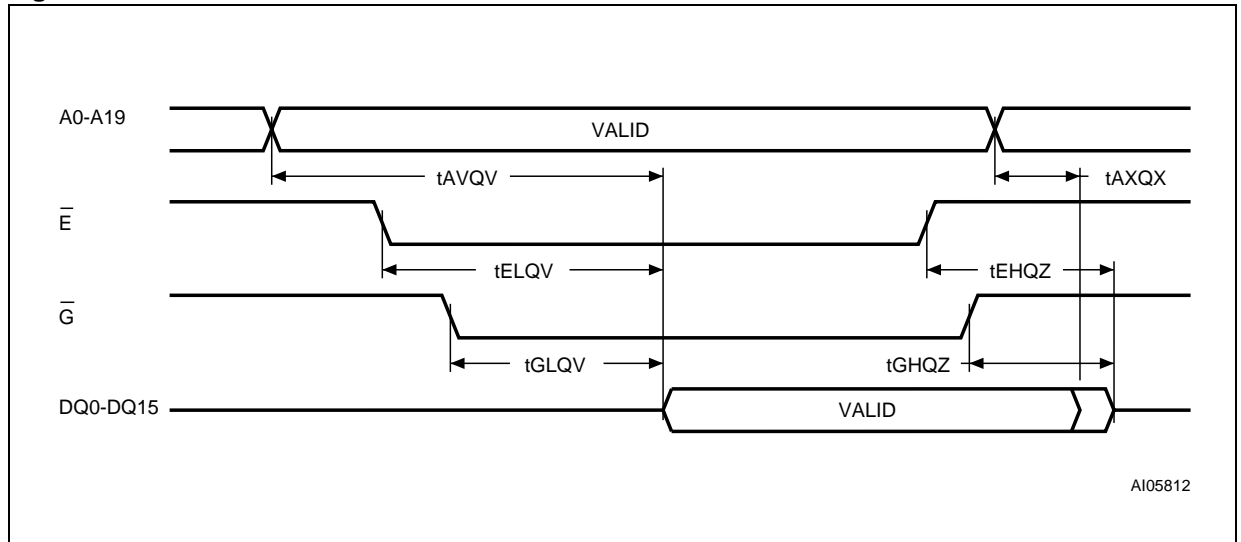 A0-A19
VALID
tAVQV
tAXQX
E̅
tELQV
tEHQZ
G̅
tGLQV
tGHQZ
DQ0-DQ15
VALID
AI05812